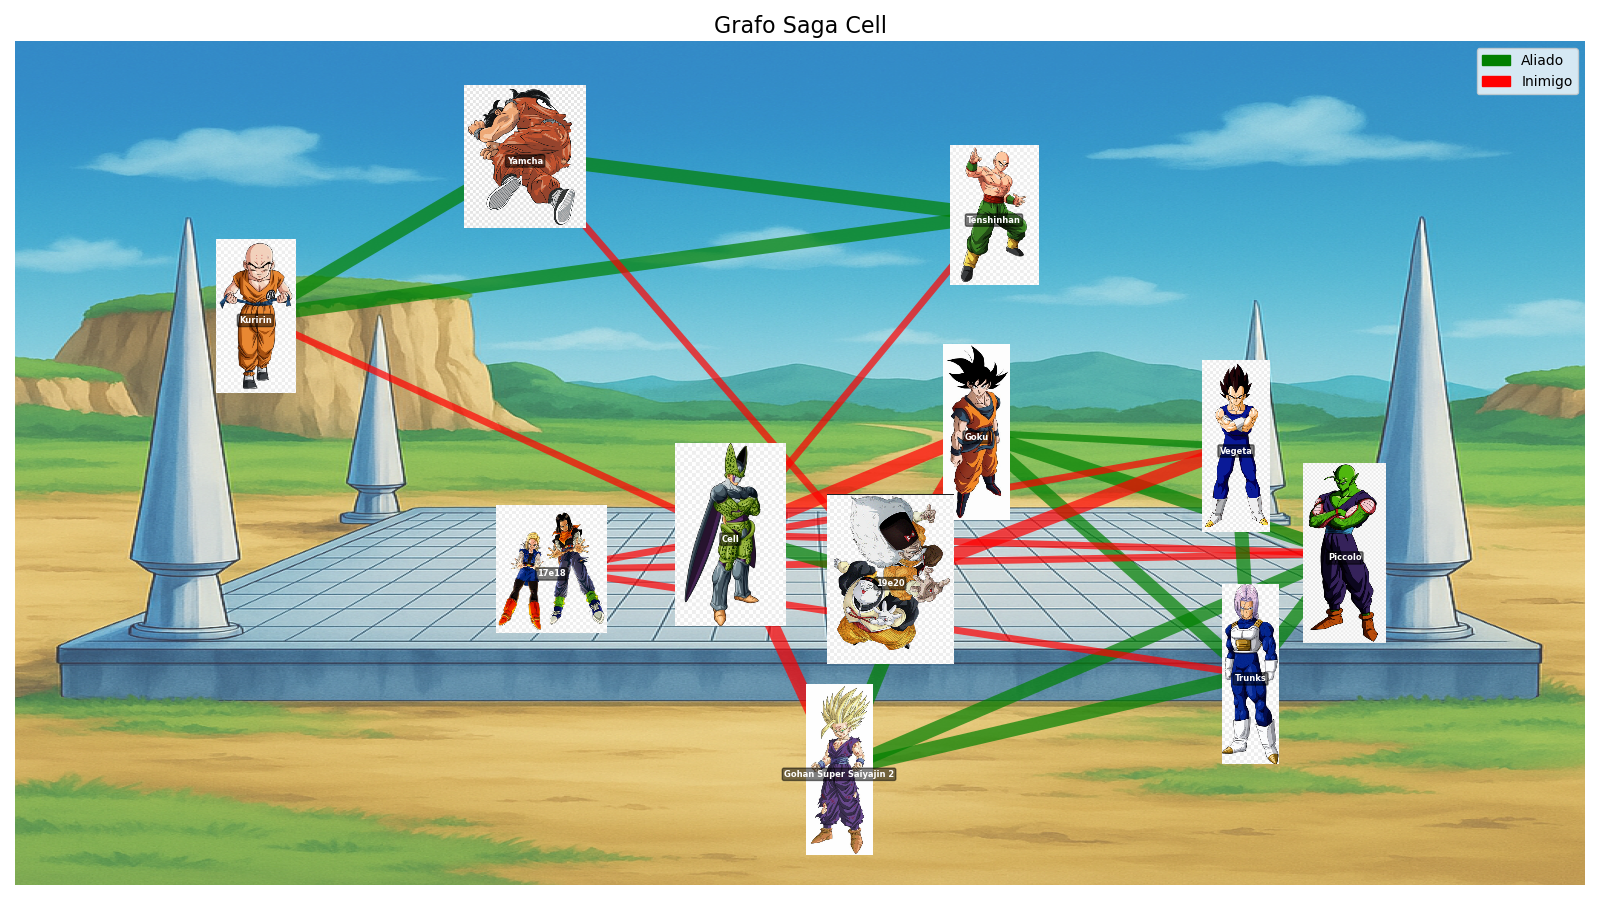 Grafo Saga Cell
Aliado
Inimigo
Yamcha
Tenshinhan
Kuririn
Goku
Vegeta
Cell
Piccolo
17e18
19e20
Trunks
Gohan Super Saiyajin 2